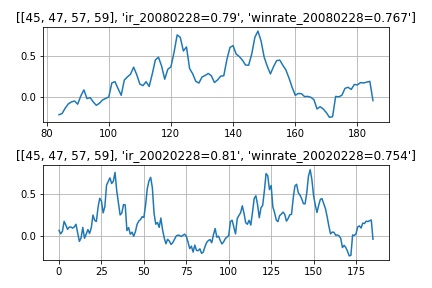 [[45, 47, 57, 59], 'ir_20080228=0.79', 'winrate_20080228=0.767']
0.5
0.0
80 100 120 140 160 180
[[45, 47, 57, 59], 'ir_20020228=0.81', 'winrate_20020228=0.754']
0.5
0.0
0 25 50 75 100 125 150 175